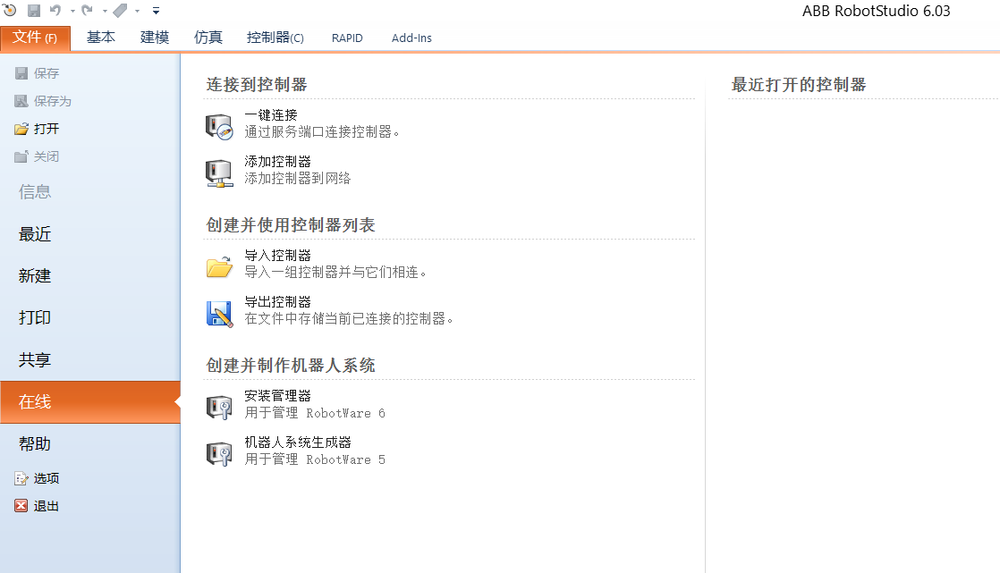 ABB RobotStudio 6.03
文件(F) 基本 建模 仿真 控制器(C) RAPID Add-Ins
保存
保存为
打开
关闭
信息
最近
新建
打印
共享
在线
帮助
选项
退出
连接到控制器
一键连接
通过服务端口连接控制器。
添加控制器
添加控制器到网络
创建并使用控制器列表
导入控制器
导入一组控制器并与它们相连。
导出控制器
在文件中存储当前已连接的控制器。
创建并制作机器人系统
安装管理器
用于管理 RobotWare 6
机器人系统生成器
用于管理 RobotWare 5
最近打开的控制器